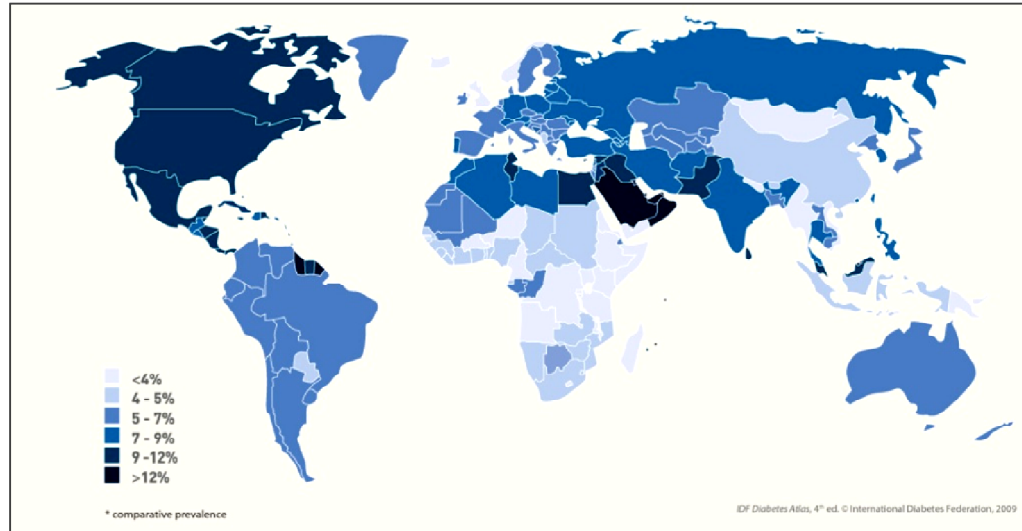 <4%
4 - 5%
5 - 7%
7 - 9%
9 -12%
>12%
* comparative prevalence
IDF Diabetes Atlas, 4th ed. © International Diabetes Federation, 2009